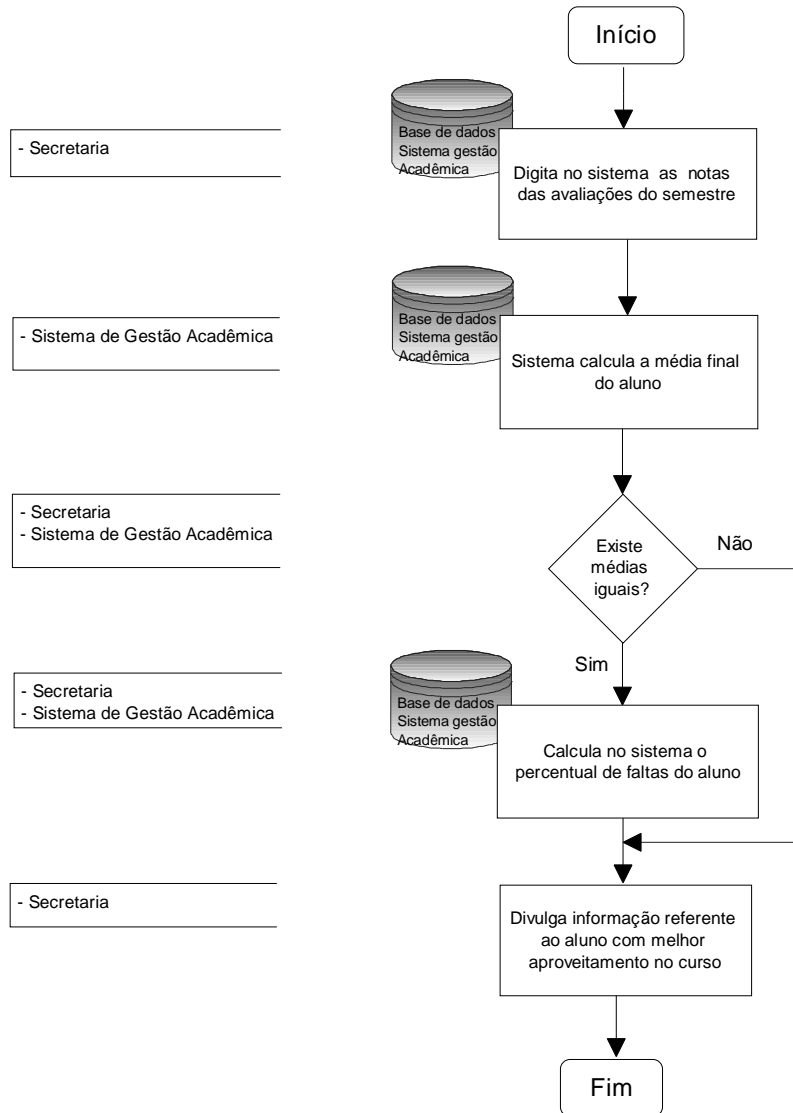 Início
- Secretaria
Base de dados
Sistema gestão
Acadêmica
Digita no sistema as notas
das avaliações do semestre
- Sistema de Gestão Acadêmica
Base de dados
Sistema gestão
Acadêmica
Sistema calcula a média final
do aluno
- Secretaria
- Sistema de Gestão Acadêmica
Existe
médias
iguais?
Não
Sim
- Secretaria
- Sistema de Gestão Acadêmica
Base de dados
Sistema gestão
Acadêmica
Calcula no sistema o
percentual de faltas do aluno
- Secretaria
Divulga informação referente
ao aluno com melhor
aproveitamento no curso
Fim